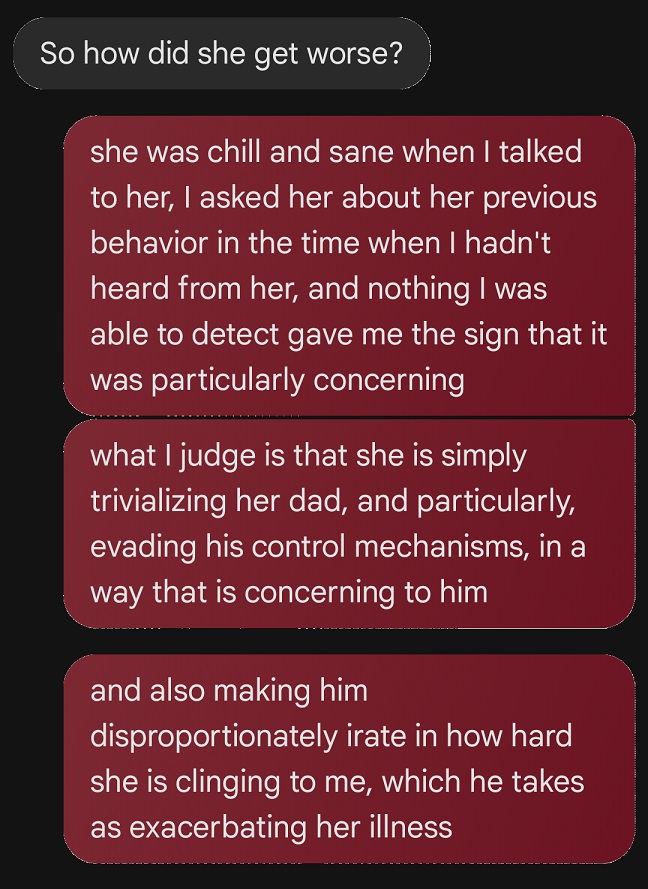 So how did she get worse?
she was chill and sane when I talked
to her, I asked her about her previous
behavior in the time when I hadn't
heard from her, and nothing I was
able to detect gave me the sign that it
was particularly concerning
what I judge is that she is simply
trivializing her dad, and particularly,
evading his control mechanisms, in a
way that is concerning to him
and also making him
disproportionately irate in how hard
she is clinging to me, which he takes
as exacerbating her illness